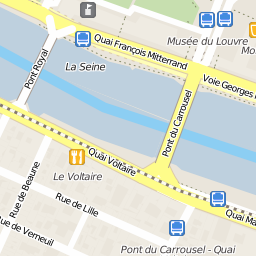 Quai François Mitterrand
Musée du Louvre
Pont Royal
La Seine
Voie Georges
Pont du Carrousel
Quai Voltaire
Le Voltaire
Rue de Beaune
Rue de Lille
Quai Ma
Rue de Verneuil
Pont du Carrousel - Quai